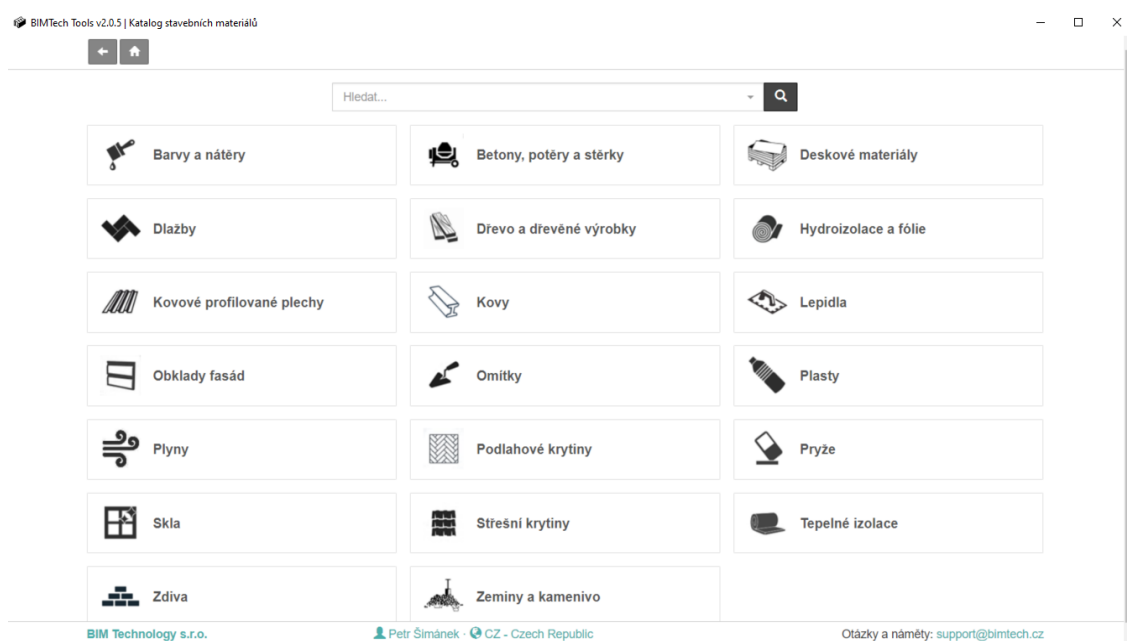 BIMTech Tools v2.0.5 | Katalog stavebních materiálů
Hledat...
Barvy a nátěry
Betony, potěry a stěrky
Deskové materiály
Dlažby
Dřevo a dřevěné výrobky
Hydroizolace a fólie
Kovové profilované plechy
Kovy
Lepidla
Obklady fasád
Omítky
Plasty
Plyny
Podlahové krytiny
Pryže
Skla
Střešní krytiny
Tepelné izolace
Zdiva
Zeminy a kamenivo
BIM Technology s.r.o.
Petr Šimánek · CZ - Czech Republic
Otázky a náměty: support@bimtech.cz